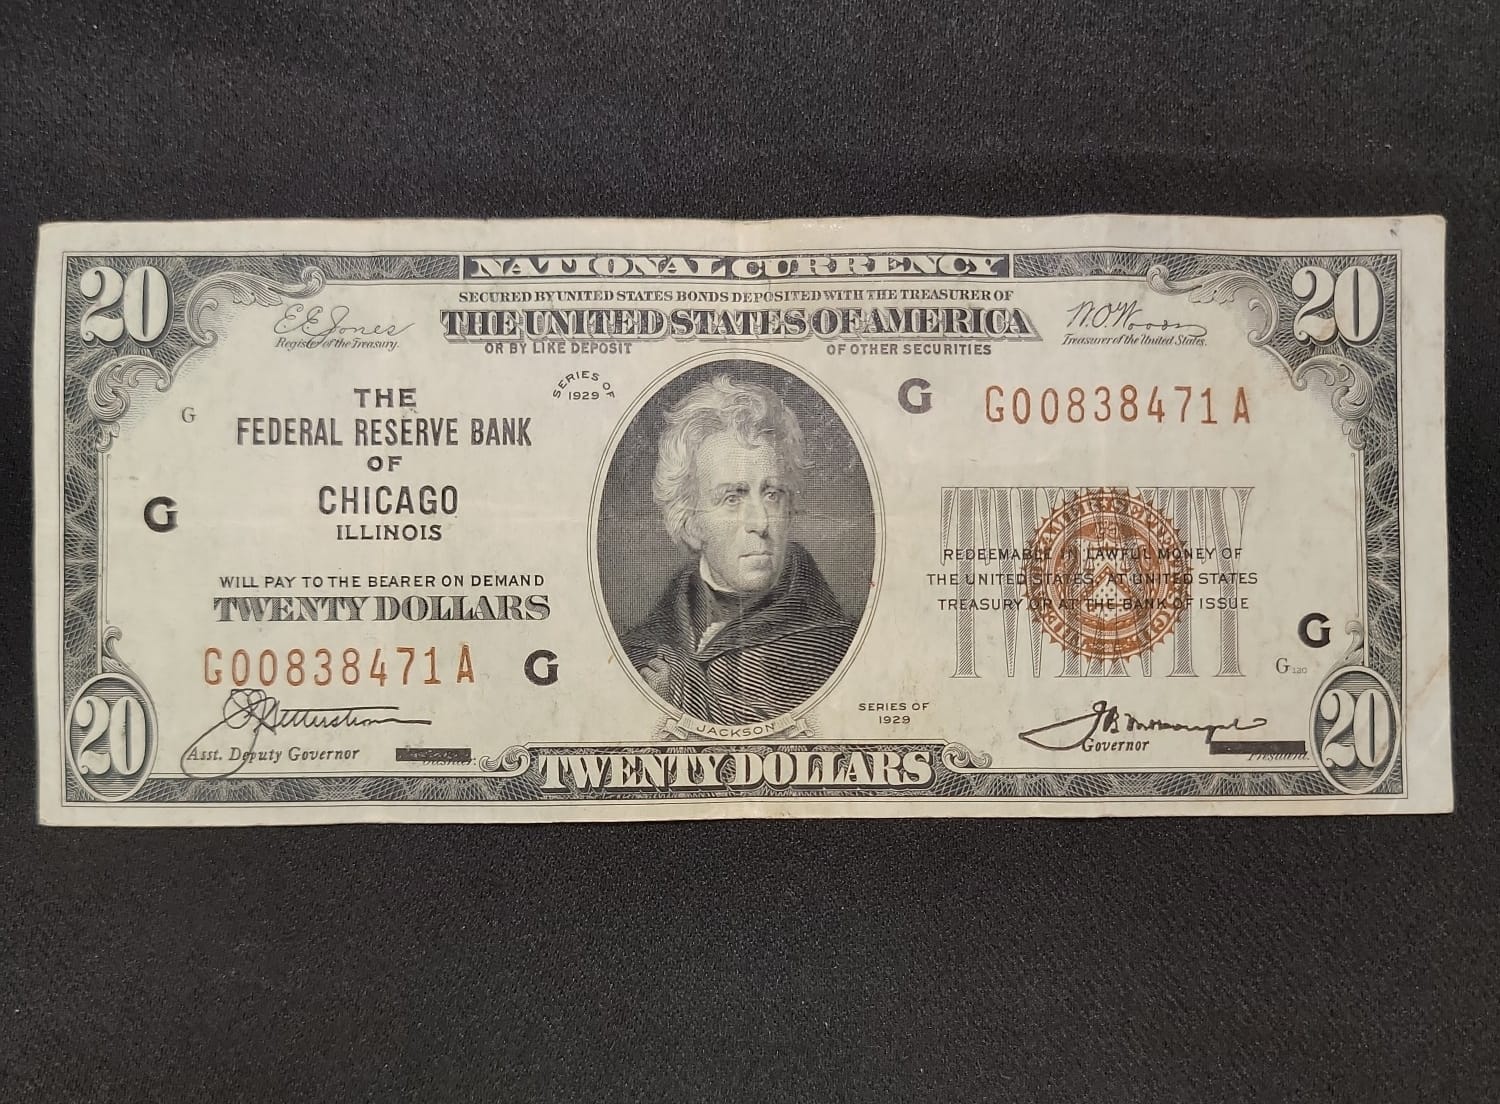 NATIONAL CURRENCY
20
20
SECURED BY UNITED STATES BONDS DEPOSITED WITH THE TREASURER OF
THE UNITED STATES OF AMERICA
OR BY LIKE DEPOSIT OF OTHER SECURITIES
E E Jones
Register of the Treasury.
W.O. Woods
Treasurer of the United States.
SERIES OF
1929
G
THE
FEDERAL RESERVE BANK
OF
CHICAGO
ILLINOIS
G
WILL PAY TO THE BEARER ON DEMAND
TWENTY DOLLARS
G00838471A
G
Asst. Deputy Governor
20
JACKSON
G
G00838471A
TWENTY
REDEEMABLE IN LAWFUL MONEY OF
THE UNITED STATES, AT UNITED STATES
TREASURY OR AT THE BANK OF ISSUE
G
G 120
SERIES OF
1929
Governor
President.
20
TWENTY DOLLARS